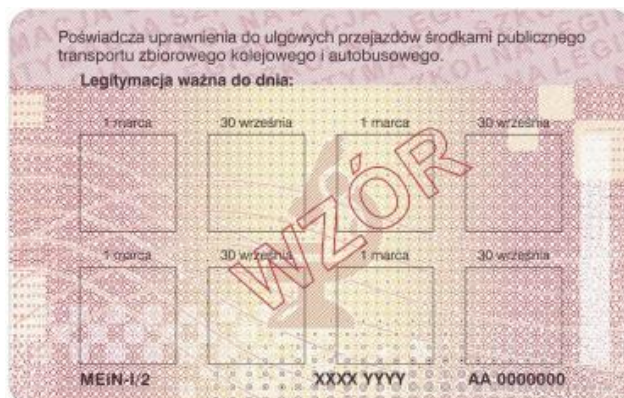 Poświadcza uprawnienia do ulgowych przejazdów środkami publicznego
transportu zbiorowego kolejowego i autobusowego.
Legitymacja ważna do dnia:
1 marca 30 września 1 marca 30 września
WZÓR
1 marca 30 września 1 marca 30 września
MEiN-I/2 XXXX YYYY AA 0000000